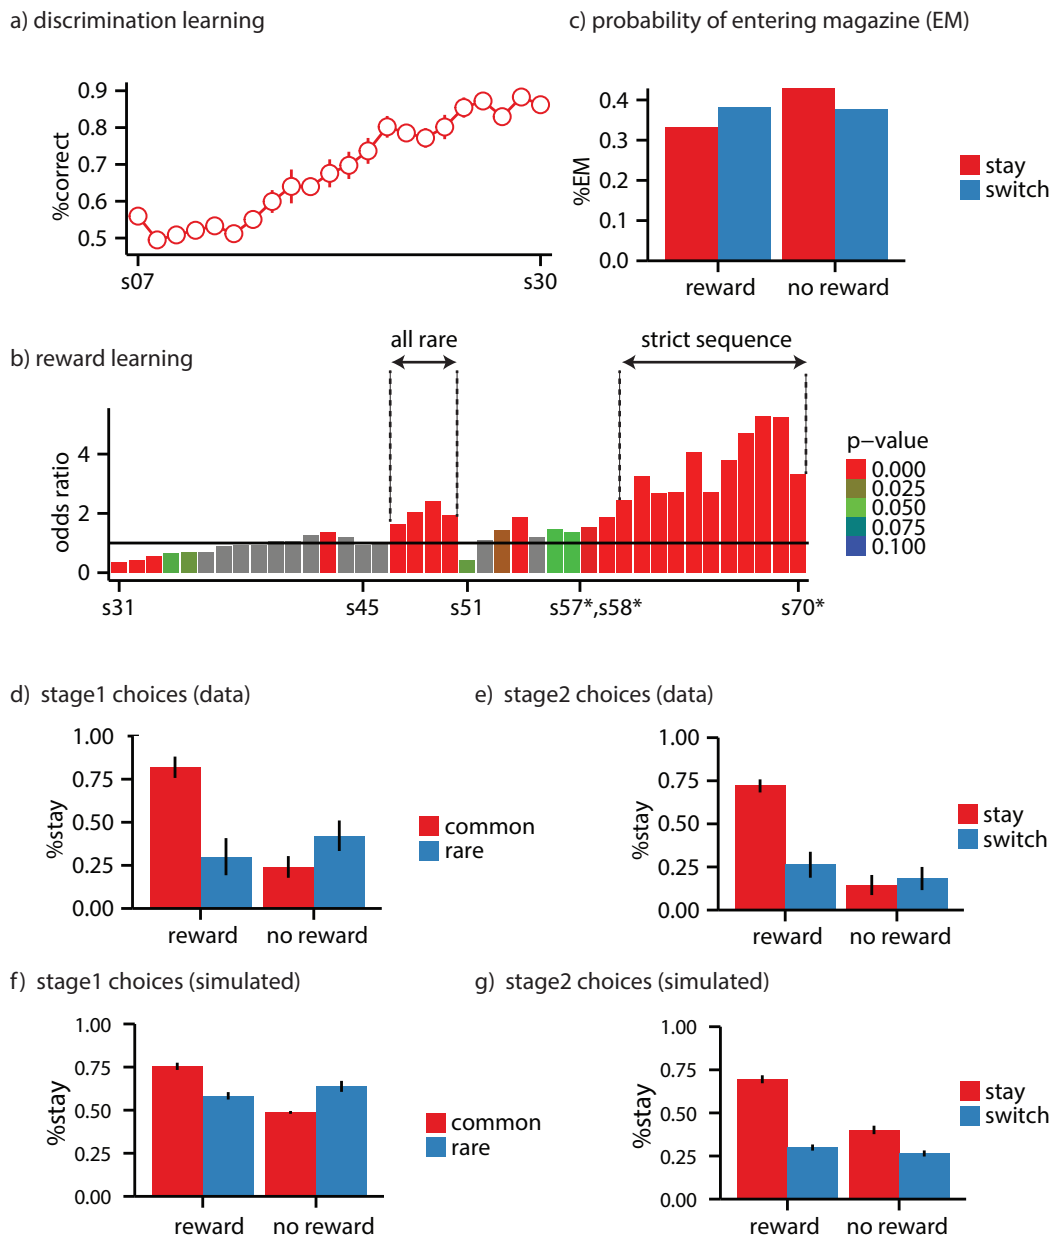 a) discrimination learning
%correct
0.9
0.8
0.7
0.6
0.5
s07
s30
c) probability of entering magazine (EM)
%EM
0.4
0.3
0.2
0.1
0.0
reward
no reward
stay
switch
b) reward learning
all rare
strict sequence
odds ratio
4
2
0
s31
s45
s51
s57*,s58*
s70*
p−value
0.000
0.025
0.050
0.075
0.100
d) stage1 choices (data)
%stay
1.00
0.75
0.50
0.25
0.00
reward
no reward
common
rare
e) stage2 choices (data)
%stay
1.00
0.75
0.50
0.25
0.00
reward
no reward
stay
switch
f) stage1 choices (simulated)
%stay
1.00
0.75
0.50
0.25
0.00
reward
no reward
common
rare
g) stage2 choices (simulated)
%stay
1.00
0.75
0.50
0.25
0.00
reward
no reward
stay
switch